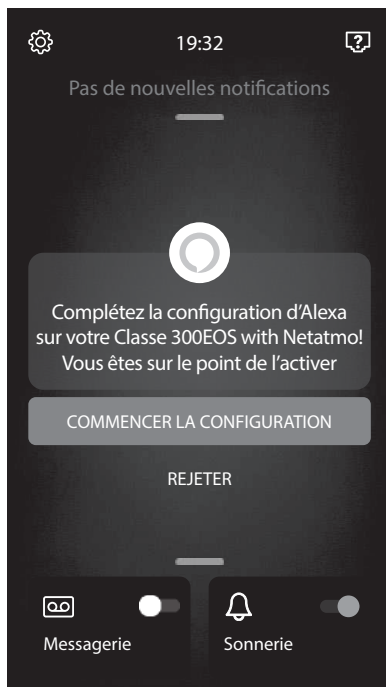 19:32
Pas de nouvelles notifications
Complétez la configuration d'Alexa
sur votre Classe 300EOS with Netatmo!
Vous êtes sur le point de l'activer
COMMENCER LA CONFIGURATION
REJETER
Messagerie
Sonnerie